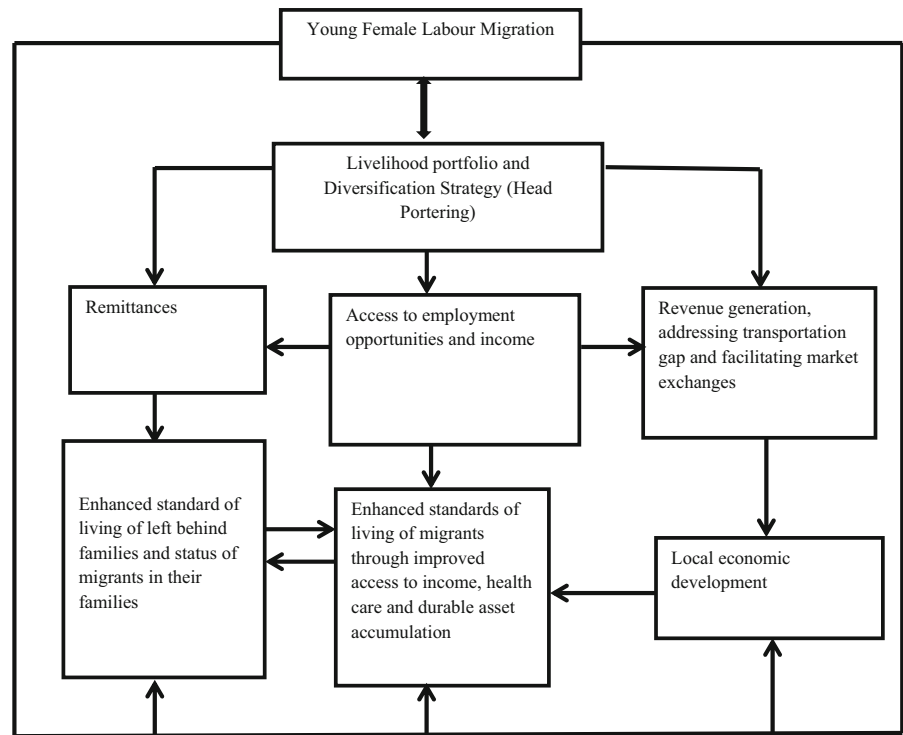 Young Female Labour Migration
Livelihood portfolio and
Diversification Strategy (Head
Portering)
Remittances
Access to employment
opportunities and income
Revenue generation,
addressing transportation
gap and facilitating market
exchanges
Enhanced standard of
living of left behind
families and status of
migrants in their
families
Enhanced standards of
living of migrants
through improved
access to income, health
care and durable asset
accumulation
Local economic
development